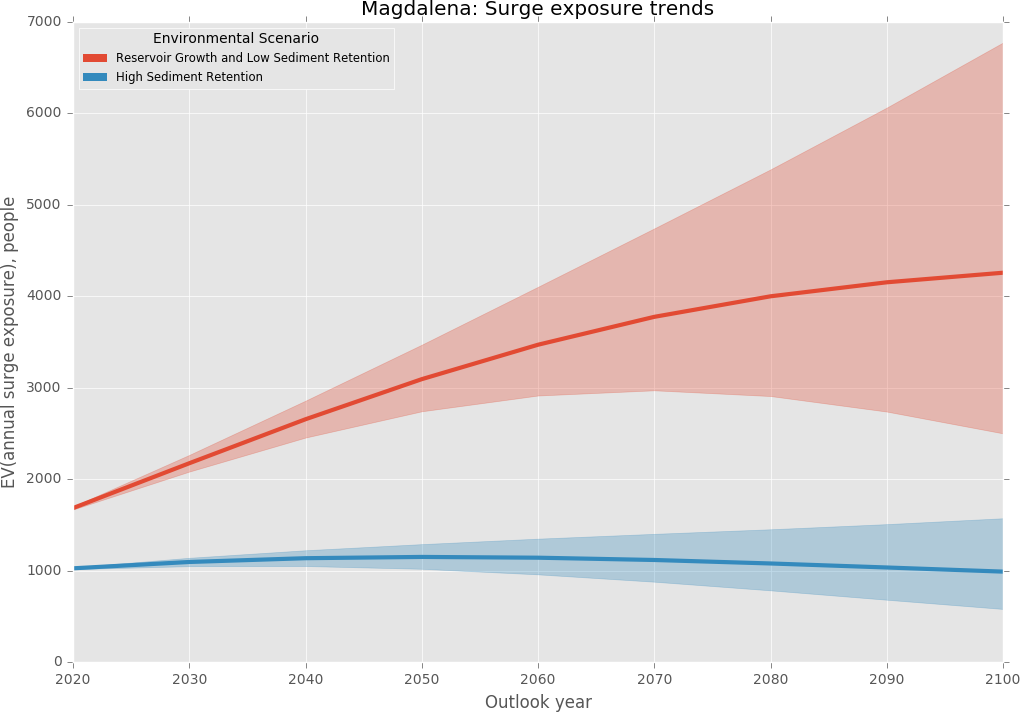 Magdalena: Surge exposure trends
7000
6000
5000
4000
3000
2000
1000
0
EV(annual surge exposure), people
Environmental Scenario
Reservoir Growth and Low Sediment Retention
High Sediment Retention
2020 2030 2040 2050 2060 2070 2080 2090 2100
Outlook year